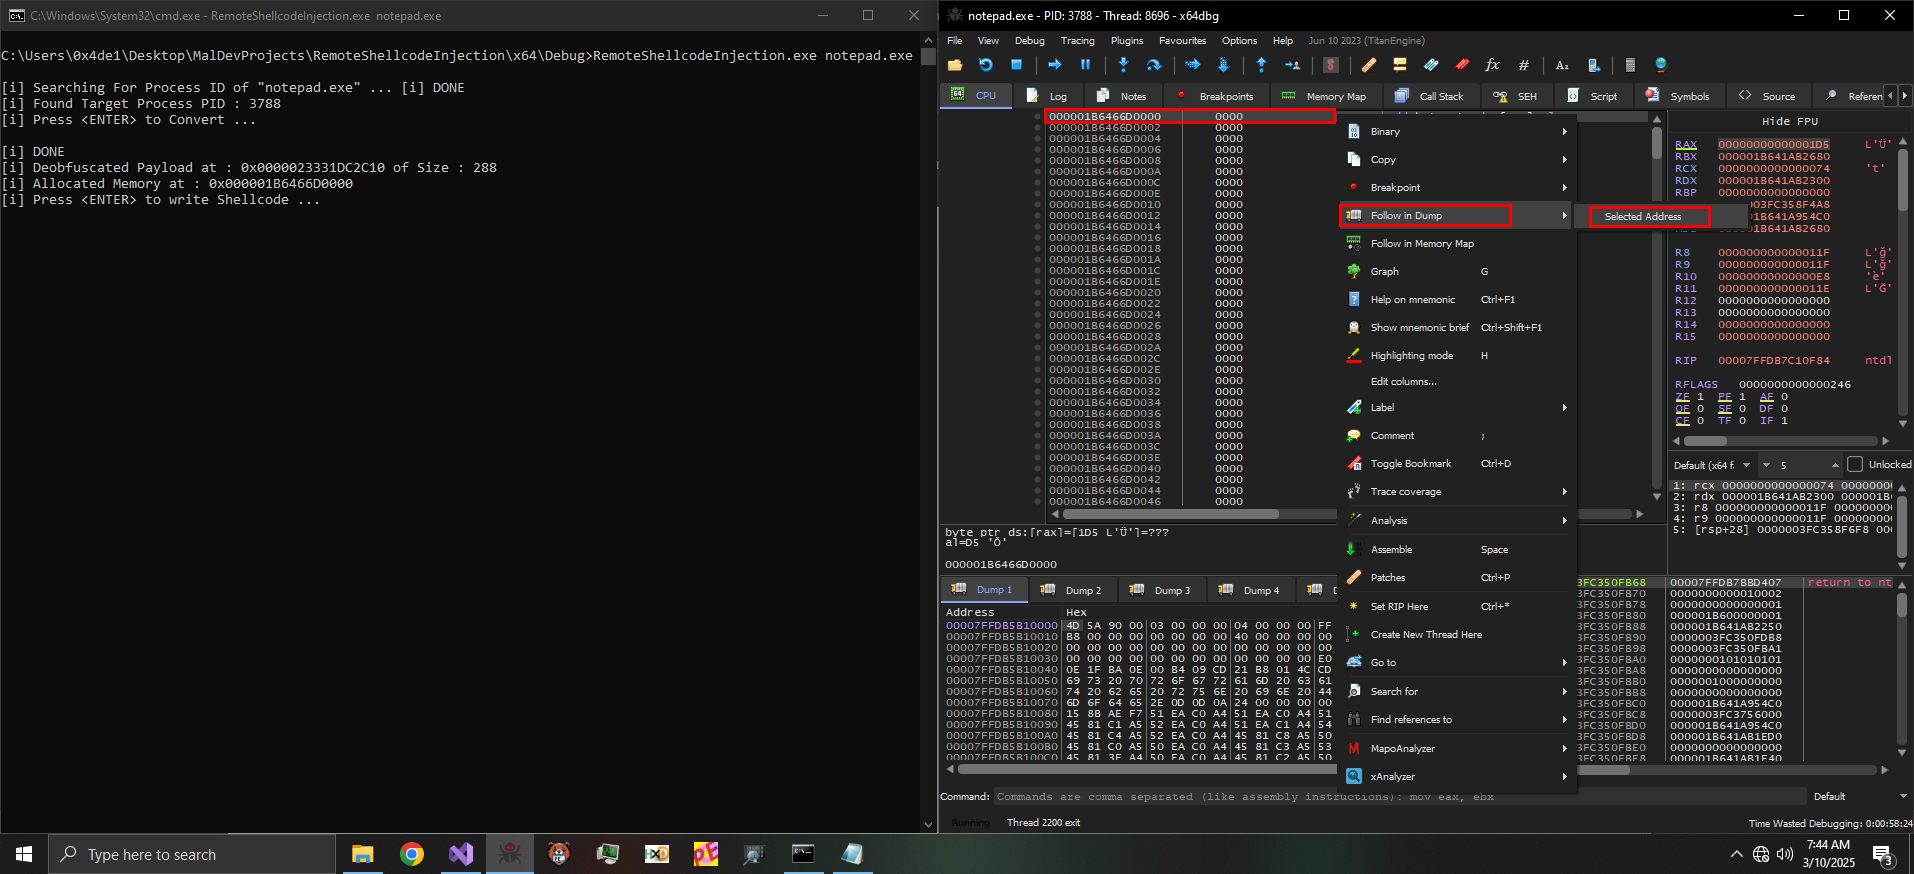 C:\Windows\System32\cmd.exe - RemoteShellcodeInjection.exe  notepad.exe
C:\Users\0x4de1\Desktop\MalDevProjects\RemoteShellcodeInjection\x64\Debug>RemoteShellcodeInjection.exe notepad.exe
[i] Searching For Process ID of "notepad.exe" ... [i] DONE
[i] Found Target Process PID : 3788
[i] Press <ENTER> to Convert ...
[i] DONE
[i] Deobfuscated Payload at : 0x0000023331DC2C10 of Size : 288
[i] Allocated Memory at : 0x000001B6466D0000
[i] Press <ENTER> to write Shellcode ...
notepad.exe - PID: 3788 - Thread: 8696 - x64dbg
File View Debug Tracing Plugins Favourites Options Help Jun 10 2023 (TitanEngine)
CPU Log Notes Breakpoints Memory Map Call Stack SEH Script Symbols Source Referen
000001B6466D0000 0000
000001B6466D0002 0000
000001B6466D0004 0000
000001B6466D0006 0000
000001B6466D0008 0000
000001B6466D000A 0000
000001B6466D000C 0000
000001B6466D000E 0000
000001B6466D0010 0000
000001B6466D0012 0000
000001B6466D0014 0000
000001B6466D0016 0000
000001B6466D0018 0000
000001B6466D001A 0000
000001B6466D001C 0000
000001B6466D001E 0000
000001B6466D0020 0000
000001B6466D0022 0000
000001B6466D0024 0000
000001B6466D0026 0000
000001B6466D0028 0000
000001B6466D002A 0000
000001B6466D002C 0000
000001B6466D002E 0000
000001B6466D0030 0000
000001B6466D0032 0000
000001B6466D0034 0000
000001B6466D0036 0000
000001B6466D0038 0000
000001B6466D003A 0000
000001B6466D003C 0000
000001B6466D003E 0000
000001B6466D0040 0000
000001B6466D0042 0000
000001B6466D0044 0000
000001B6466D0046 0000
Binary
Copy
Breakpoint
Follow in Dump
Selected Address
Follow in Memory Map
Graph G
Help on mnemonic Ctrl+F1
Show mnemonic brief Ctrl+Shift+F1
Highlighting mode H
Edit columns...
Label
Comment ;
Toggle Bookmark Ctrl+D
Trace coverage
Analysis
Assemble Space
Patches Ctrl+P
Set RIP Here Ctrl+*
Create New Thread Here
Go to
Search for
Find references to
MapoAnalyzer
xAnalyzer
Hide FPU
RAX 00000000000001D5 L'Ǖ'
RBX 000001B641AB2680
RCX 0000000000000074 't'
RDX 000001B641AB2300
RBP 0000000000000000
03FC358F4A8
1B641A954C0
1B641AB2680
R8 000000000000011F L'ğ'
R9 000000000000011F L'ğ'
R10 00000000000000E8 'è'
R11 000000000000011E L'Ğ'
R12 0000000000000000
R13 0000000000000000
R14 0000000000000000
R15 0000000000000000
RIP 00007FFDB7C10F84 ntdl
RFLAGS 0000000000000246
ZF 1 PF 1 AF 0
OF 0 SF 0 DF 0
CF 0 TF 0 IF 1
Default (x64 f 5 Unlocked
1: rcx 0000000000000074 0000000
2: rdx 000001B641AB2300 000001B
3: r8 000000000000011F 0000000
4: r9 000000000000011F 0000000
5: [rsp+28] 0000003FC358F6F8 000
byte ptr ds:[rax]=[1D5 L'Ǖ']=???
al=D5 'Õ'
000001B6466D0000
Dump 1 Dump 2 Dump 3 Dump 4
Address Hex
00007FFDB5B10000 4D 5A 90 00 03 00 00 00 04 00 00 00 FF
00007FFDB5B10010 B8 00 00 00 00 00 00 00 40 00 00 00 00
00007FFDB5B10020 00 00 00 00 00 00 00 00 00 00 00 00 00
00007FFDB5B10030 00 00 00 00 00 00 00 00 00 00 00 00 E0
00007FFDB5B10040 0E 1F BA 0E 00 B4 09 CD 21 B8 01 4C CD
00007FFDB5B10050 69 73 20 70 72 6F 67 72 61 6D 20 63 61
00007FFDB5B10060 74 20 62 65 20 72 75 6E 20 69 6E 20 44
00007FFDB5B10070 6D 6F 64 65 2E 0D 0D 0A 24 00 00 00 00
00007FFDB5B10080 15 8B AE F7 51 EA C0 A4 51 EA C0 A4 51
00007FFDB5B10090 45 81 C1 A5 52 EA C0 A4 51 EA C1 A4 54
00007FFDB5B100A0 45 81 C4 A5 52 EA C0 A4 45 81 C8 A5 50
00007FFDB5B100B0 45 81 C0 A5 50 EA C0 A4 45 81 C3 A5 53
00007FFDB5B100C0 45 81 3F A4 50 EA C0 A4 45 81 C2 A5 50
3FC350FB68 00007FFDB7BBD407 return to nt
3FC350FB70 0000000000010002
3FC350FB78 0000000000000001
3FC350FB80 000001B600000001
3FC350FB88 000001B641AB2250
3FC350FB90 0000003FC350FDB8
3FC350FB98 0000003FC350FBA1
3FC350FBA0 0000000101010101
3FC350FBA8 0000000000000000
3FC350FBB0 0000001000000000
3FC350FBB8 0000000000000000
3FC350FBC0 000001B641A954C0
3FC350FBC8 0000003FC3756000
3FC350FBD0 000001B641A954C0
3FC350FBD8 000001B641AB1ED0
3FC350FBE0 0000000000000000
3FC350FBE8 000001B641AB1F40
Command: Commands are comma separated (like assembly instructions): mov eax, ebx Default
Running Thread 2200 exit Time Wasted Debugging: 0:00:58:24
Type here to search
7:44 AM
3/10/2025
3